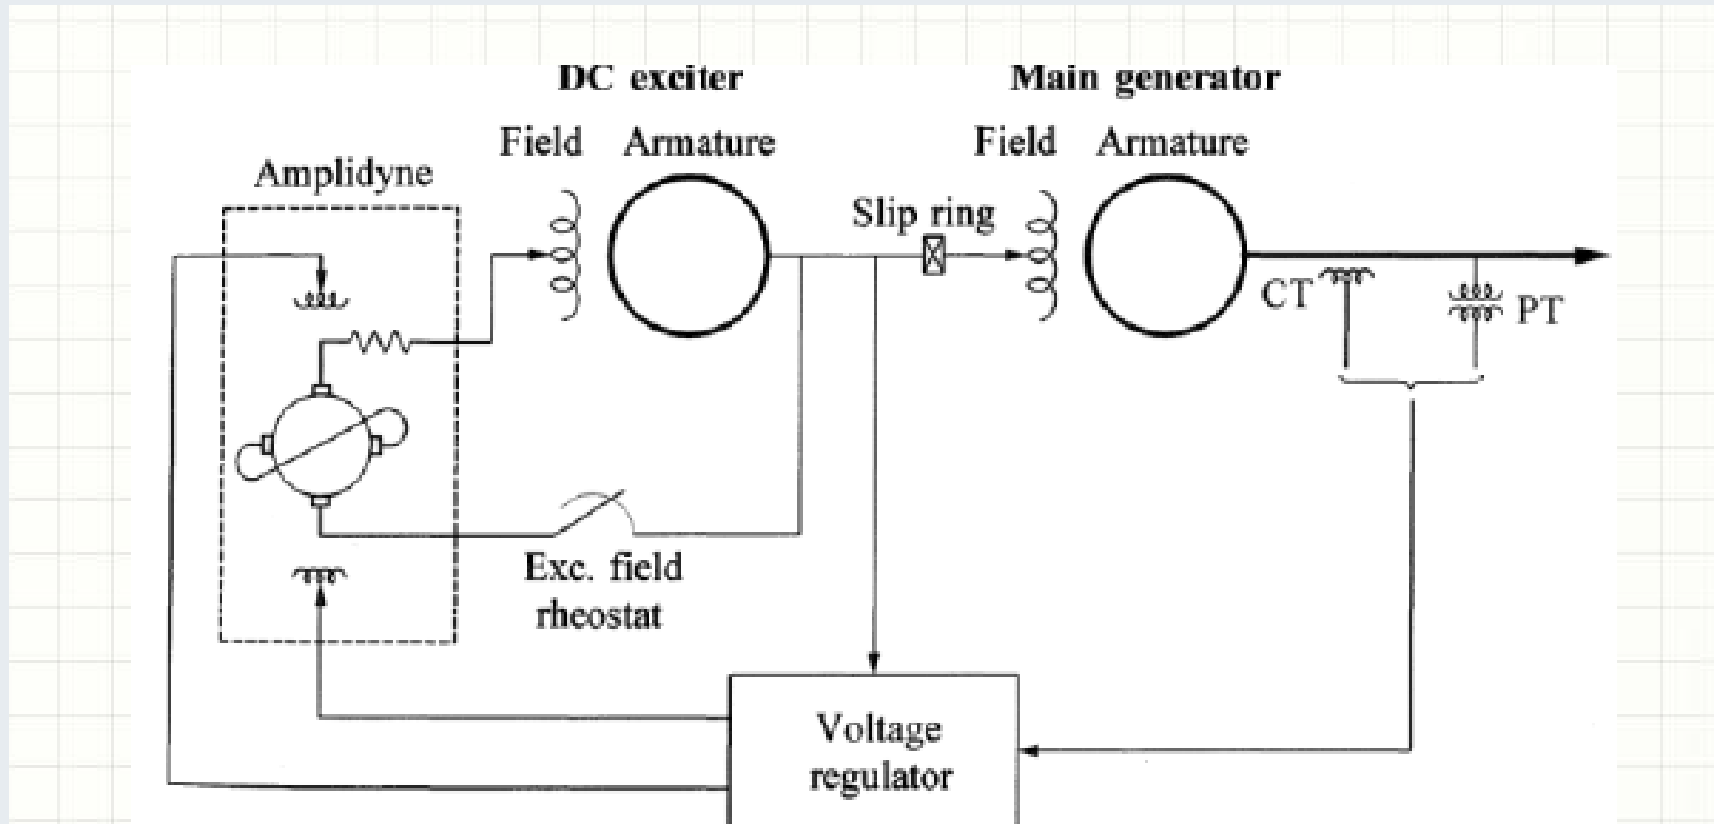 DC exciter
Main generator
Field Armature
Field Armature
Amplidyne
Slip ring
CT
PT
Exc. field
rheostat
Voltage
regulator